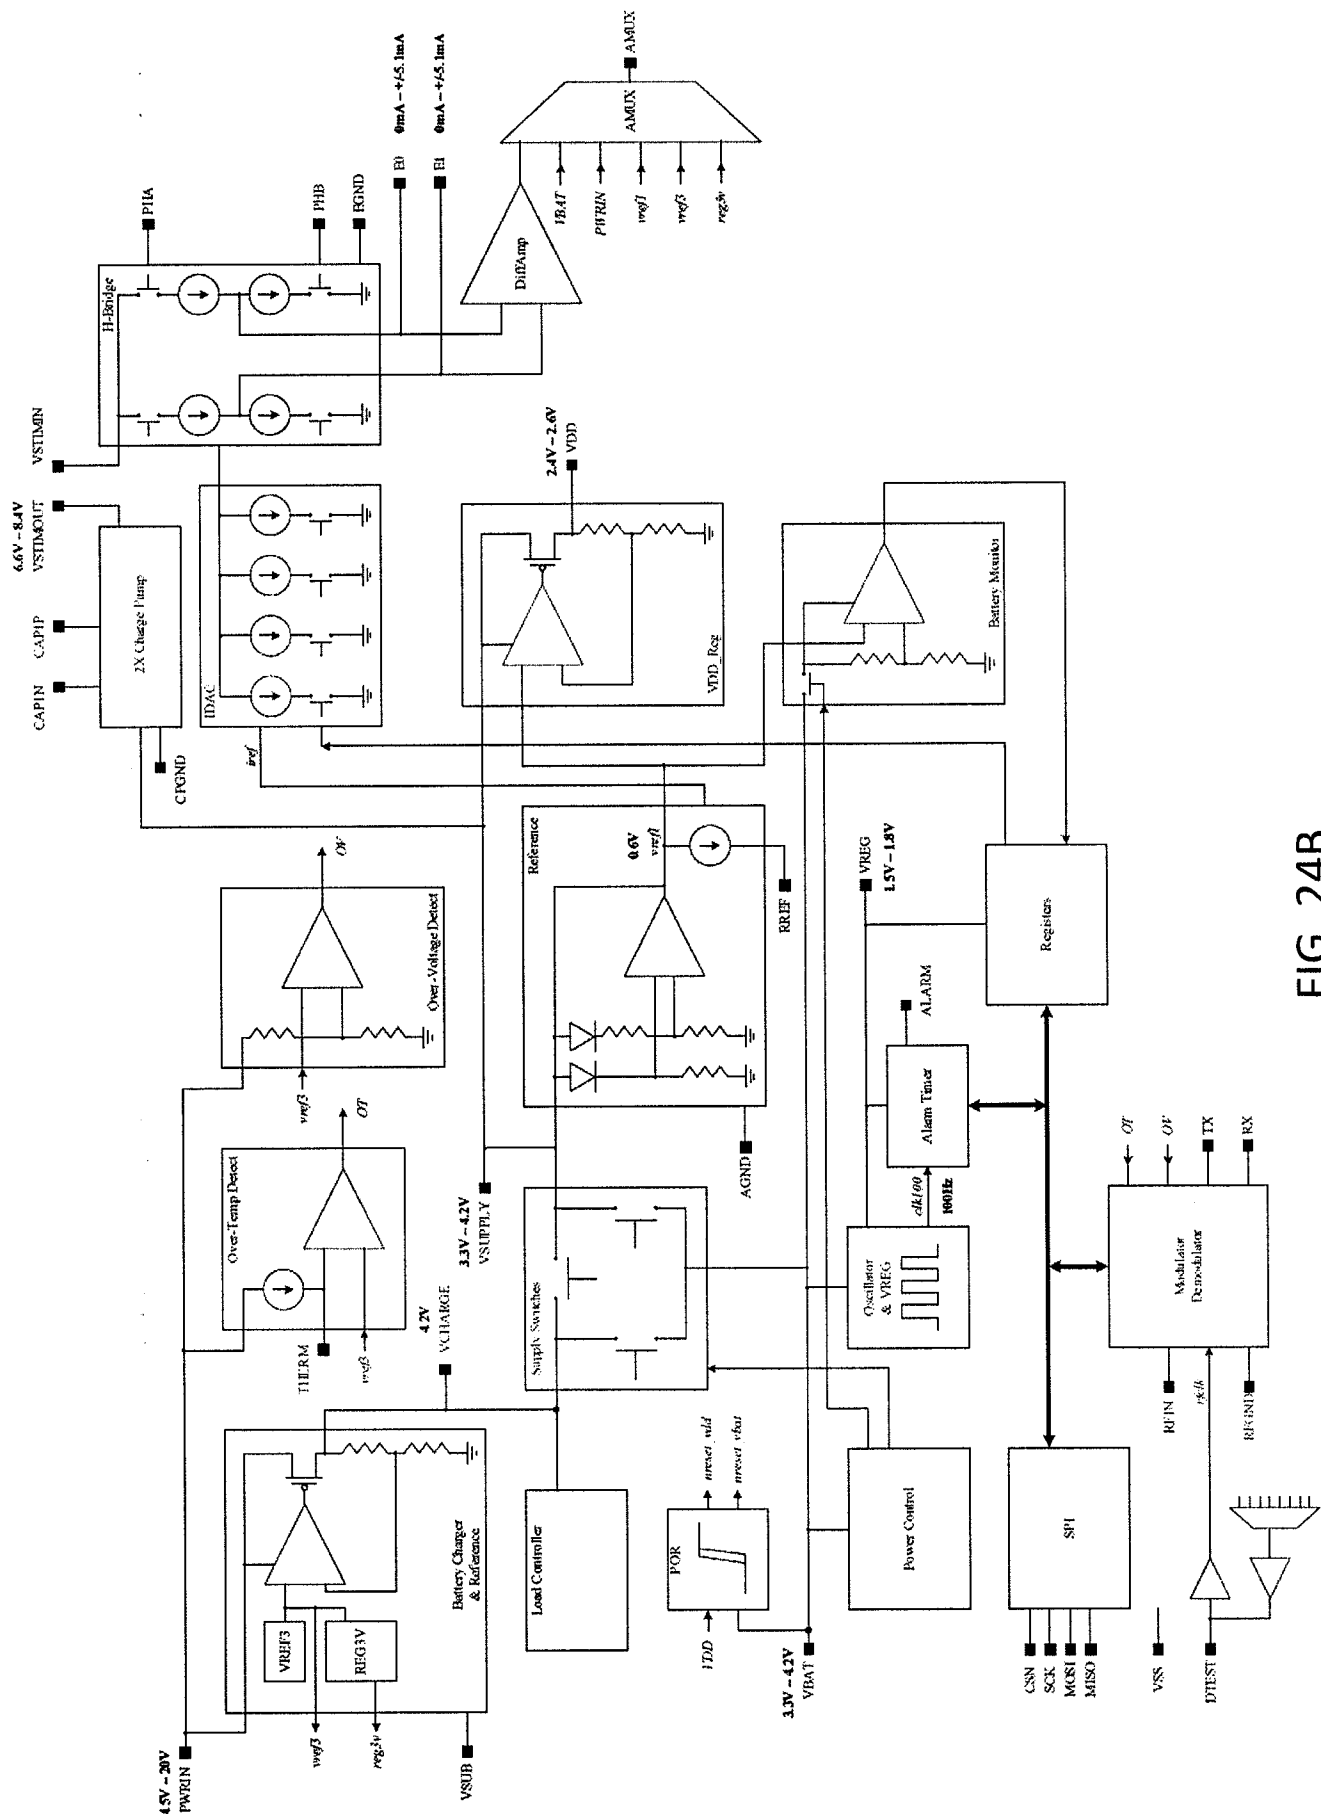 4.5V – 20V
PWRIN
VSUB
vref3
reg3v
VREF3
REG3V
Battery Charger
& Reference
THERM
vref3
Over-Temp Detect
OT
vref3
Over-Voltage Detect
OV
CPGND
2X Charge Pump
CAP1N
CAP1P
6.6V – 8.4V
VSTIMOUT
VSTIMIN
iref
IDAC
H-Bridge
PHA
PHB
EGND
E0
0mA – +/-5.1mA
E1
0mA – +/-5.1mA
DiffAmp
AMUX
AMUX
VBAT
PWRIN
vref1
vref3
reg3v
Load Controller
4.2V
VCHARGE
Supply Switches
3.3V – 4.2V
VSUPPLY
AGND
Reference
0.6V
vref1
RREF
VDD_Reg
2.4V – 2.6V
VDD
Battery Monitor
VDD
POR
nreset_vdd
nreset_vbat
3.3V – 4.2V
VBAT
Power Control
Oscillator
& VREG
clk100
100Hz
Alarm Timer
ALARM
VREG
1.5V – 1.8V
Registers
CSN
SCK
MOSI
MISO
SPI
VSS
DTEST
RFIN
rfclk
RFGND
Modulator
Demodulator
OT
OV
TX
RX
FIG. 24B